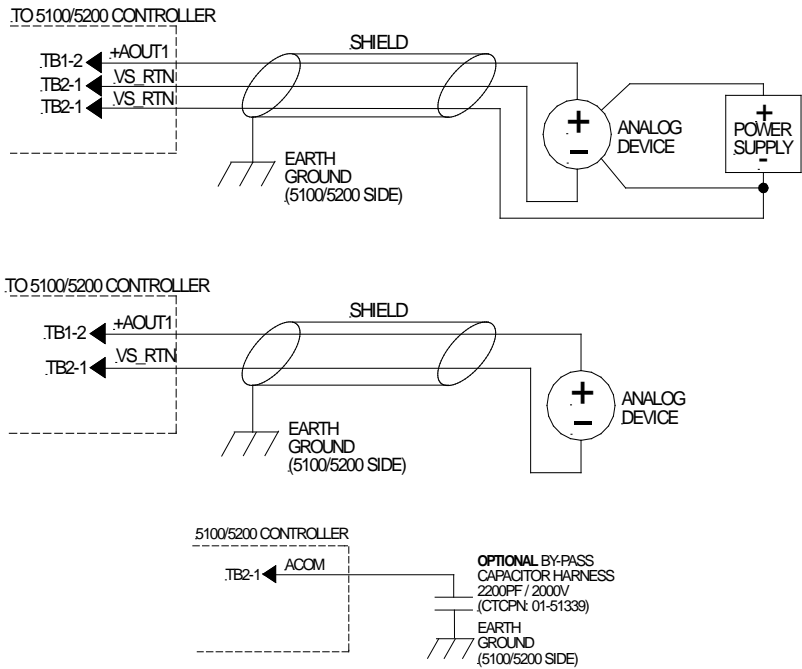 TO 5100/5200 CONTROLLER
TB1-2 +AOUT1
TB2-1 VS_RTN
TB2-1 VS_RTN
SHIELD
EARTH
GROUND
(5100/5200 SIDE)
+
-
ANALOG
DEVICE
+
POWER
SUPPLY
-
TO 5100/5200 CONTROLLER
TB1-2 +AOUT1
TB2-1 VS_RTN
SHIELD
EARTH
GROUND
(5100/5200 SIDE)
+
-
ANALOG
DEVICE
5100/5200 CONTROLLER
TB2-1 ACOM
OPTIONAL BY-PASS
CAPACITOR HARNESS
2200PF / 2000V
(CTCPN: 01-51339)
EARTH
GROUND
(5100/5200 SIDE)